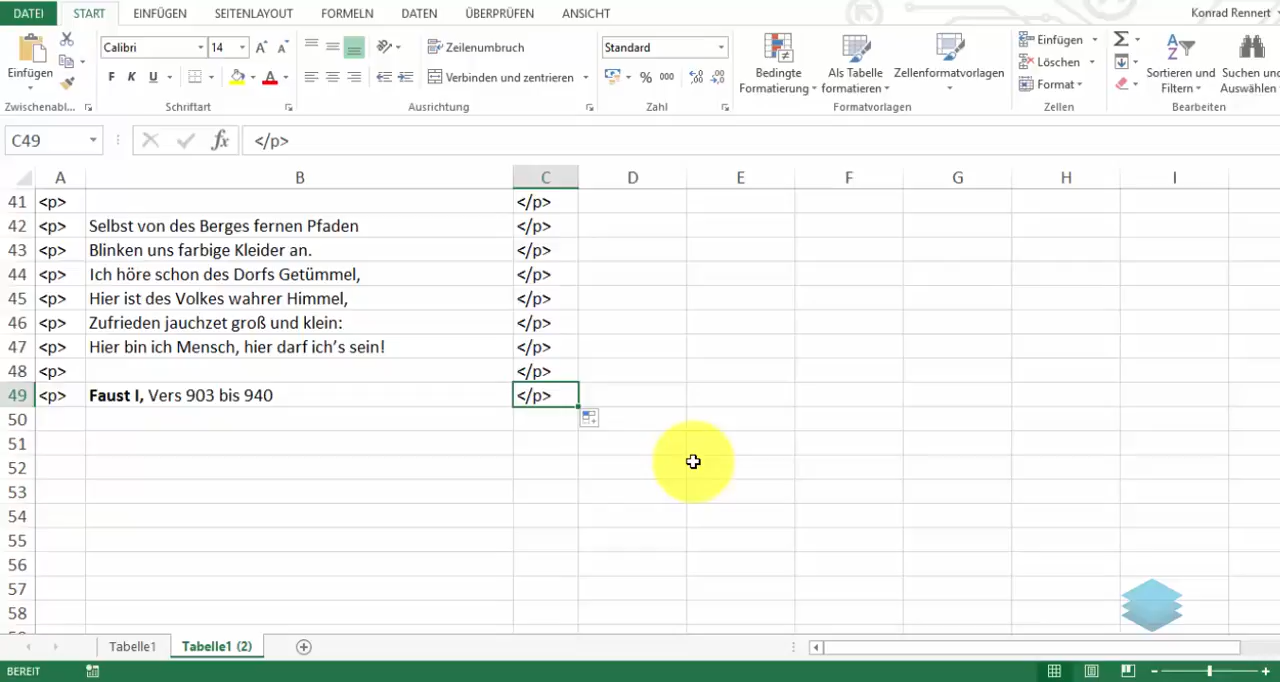 DATEI START EINFÜGEN SEITENLAYOUT FORMELN DATEN ÜBERPRÜFEN ANSICHT Konrad Rennert
Calibri 14 Zeilenumbruch Standard Einfügen
Einfügen F K U Verbinden und zentrieren % 000 Bedingte Formatierung Als Tabelle formatieren Zellenformatvorlagen Löschen Sortieren und Filtern Suchen und Auswählen
Format
Zwischenabl... Schriftart Ausrichtung Zahl Formatvorlagen Zellen Bearbeiten
C49 fx </p>
A B C D E F G H I
41 <p> </p>
42 <p> Selbst von des Berges fernen Pfaden </p>
43 <p> Blinken uns farbige Kleider an. </p>
44 <p> Ich höre schon des Dorfs Getümmel, </p>
45 <p> Hier ist des Volkes wahrer Himmel, </p>
46 <p> Zufrieden jauchzet groß und klein: </p>
47 <p> Hier bin ich Mensch, hier darf ich’s sein! </p>
48 <p> </p>
49 <p> Faust I, Vers 903 bis 940 </p>
50
51
52
53
54
55
56
57
58
Tabelle1 Tabelle1 (2)
BEREIT